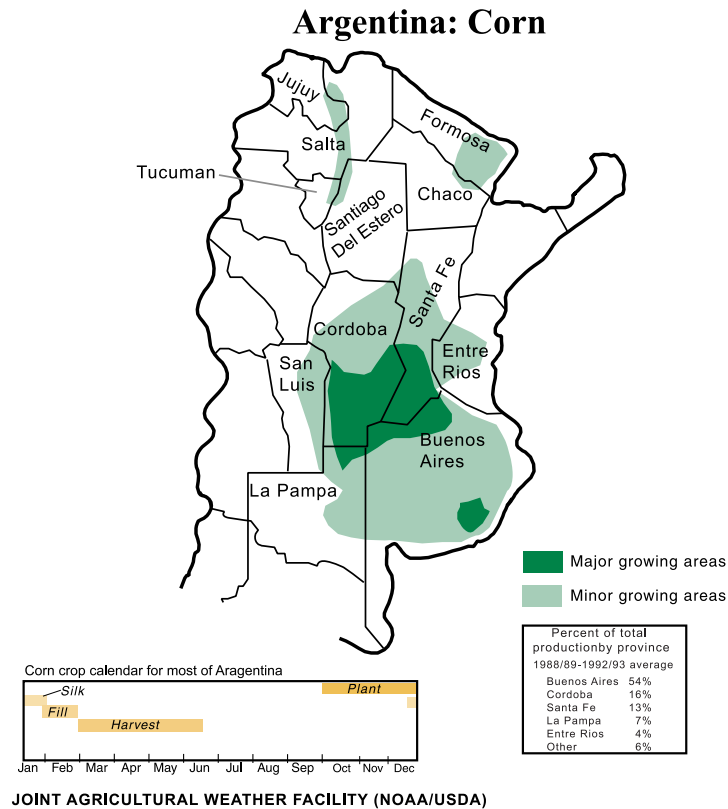 Argentina: Corn
Jujuy
Formosa
Salta
Tucuman
Chaco
Santiago
Del Estero
Santa Fe
Cordoba
San
Luis
Entre
Rios
Buenos
Aires
La Pampa
Major growing areas
Minor growing areas
Percent of total
productionby province
1988/89-1992/93 average
Buenos Aires 54%
Cordoba 16%
Santa Fe 13%
La Pampa 7%
Entre Rios 4%
Other 6%
Corn crop calendar for most of Aragentina
Plant
Silk
Fill
Harvest
Jan Feb Mar Apr May Jun Jul Aug Sep Oct Nov Dec
JOINT AGRICULTURAL WEATHER FACILITY (NOAA/USDA)